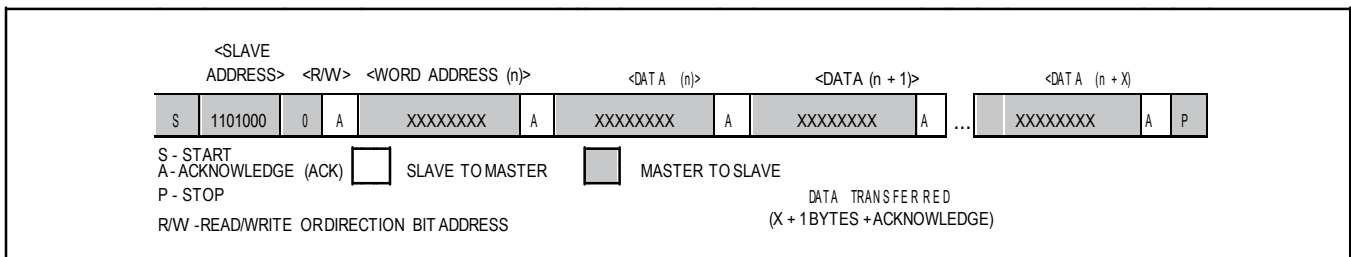 <SLAVE
ADDRESS> <R/W> <WORD ADDRESS (n)> <DATA (n)> <DATA (n + 1)> <DATA (n + X)
S 1101000 0 A XXXXXXXX A XXXXXXXX A XXXXXXXX A ... XXXXXXXX A P
S - START
A - ACKNOWLEDGE (ACK) SLAVE TO MASTER MASTER TO SLAVE
P - STOP DATA TRANSFERRED
R/W - READ/WRITE OR DIRECTION BIT ADDRESS (X + 1 BYTES + ACKNOWLEDGE)